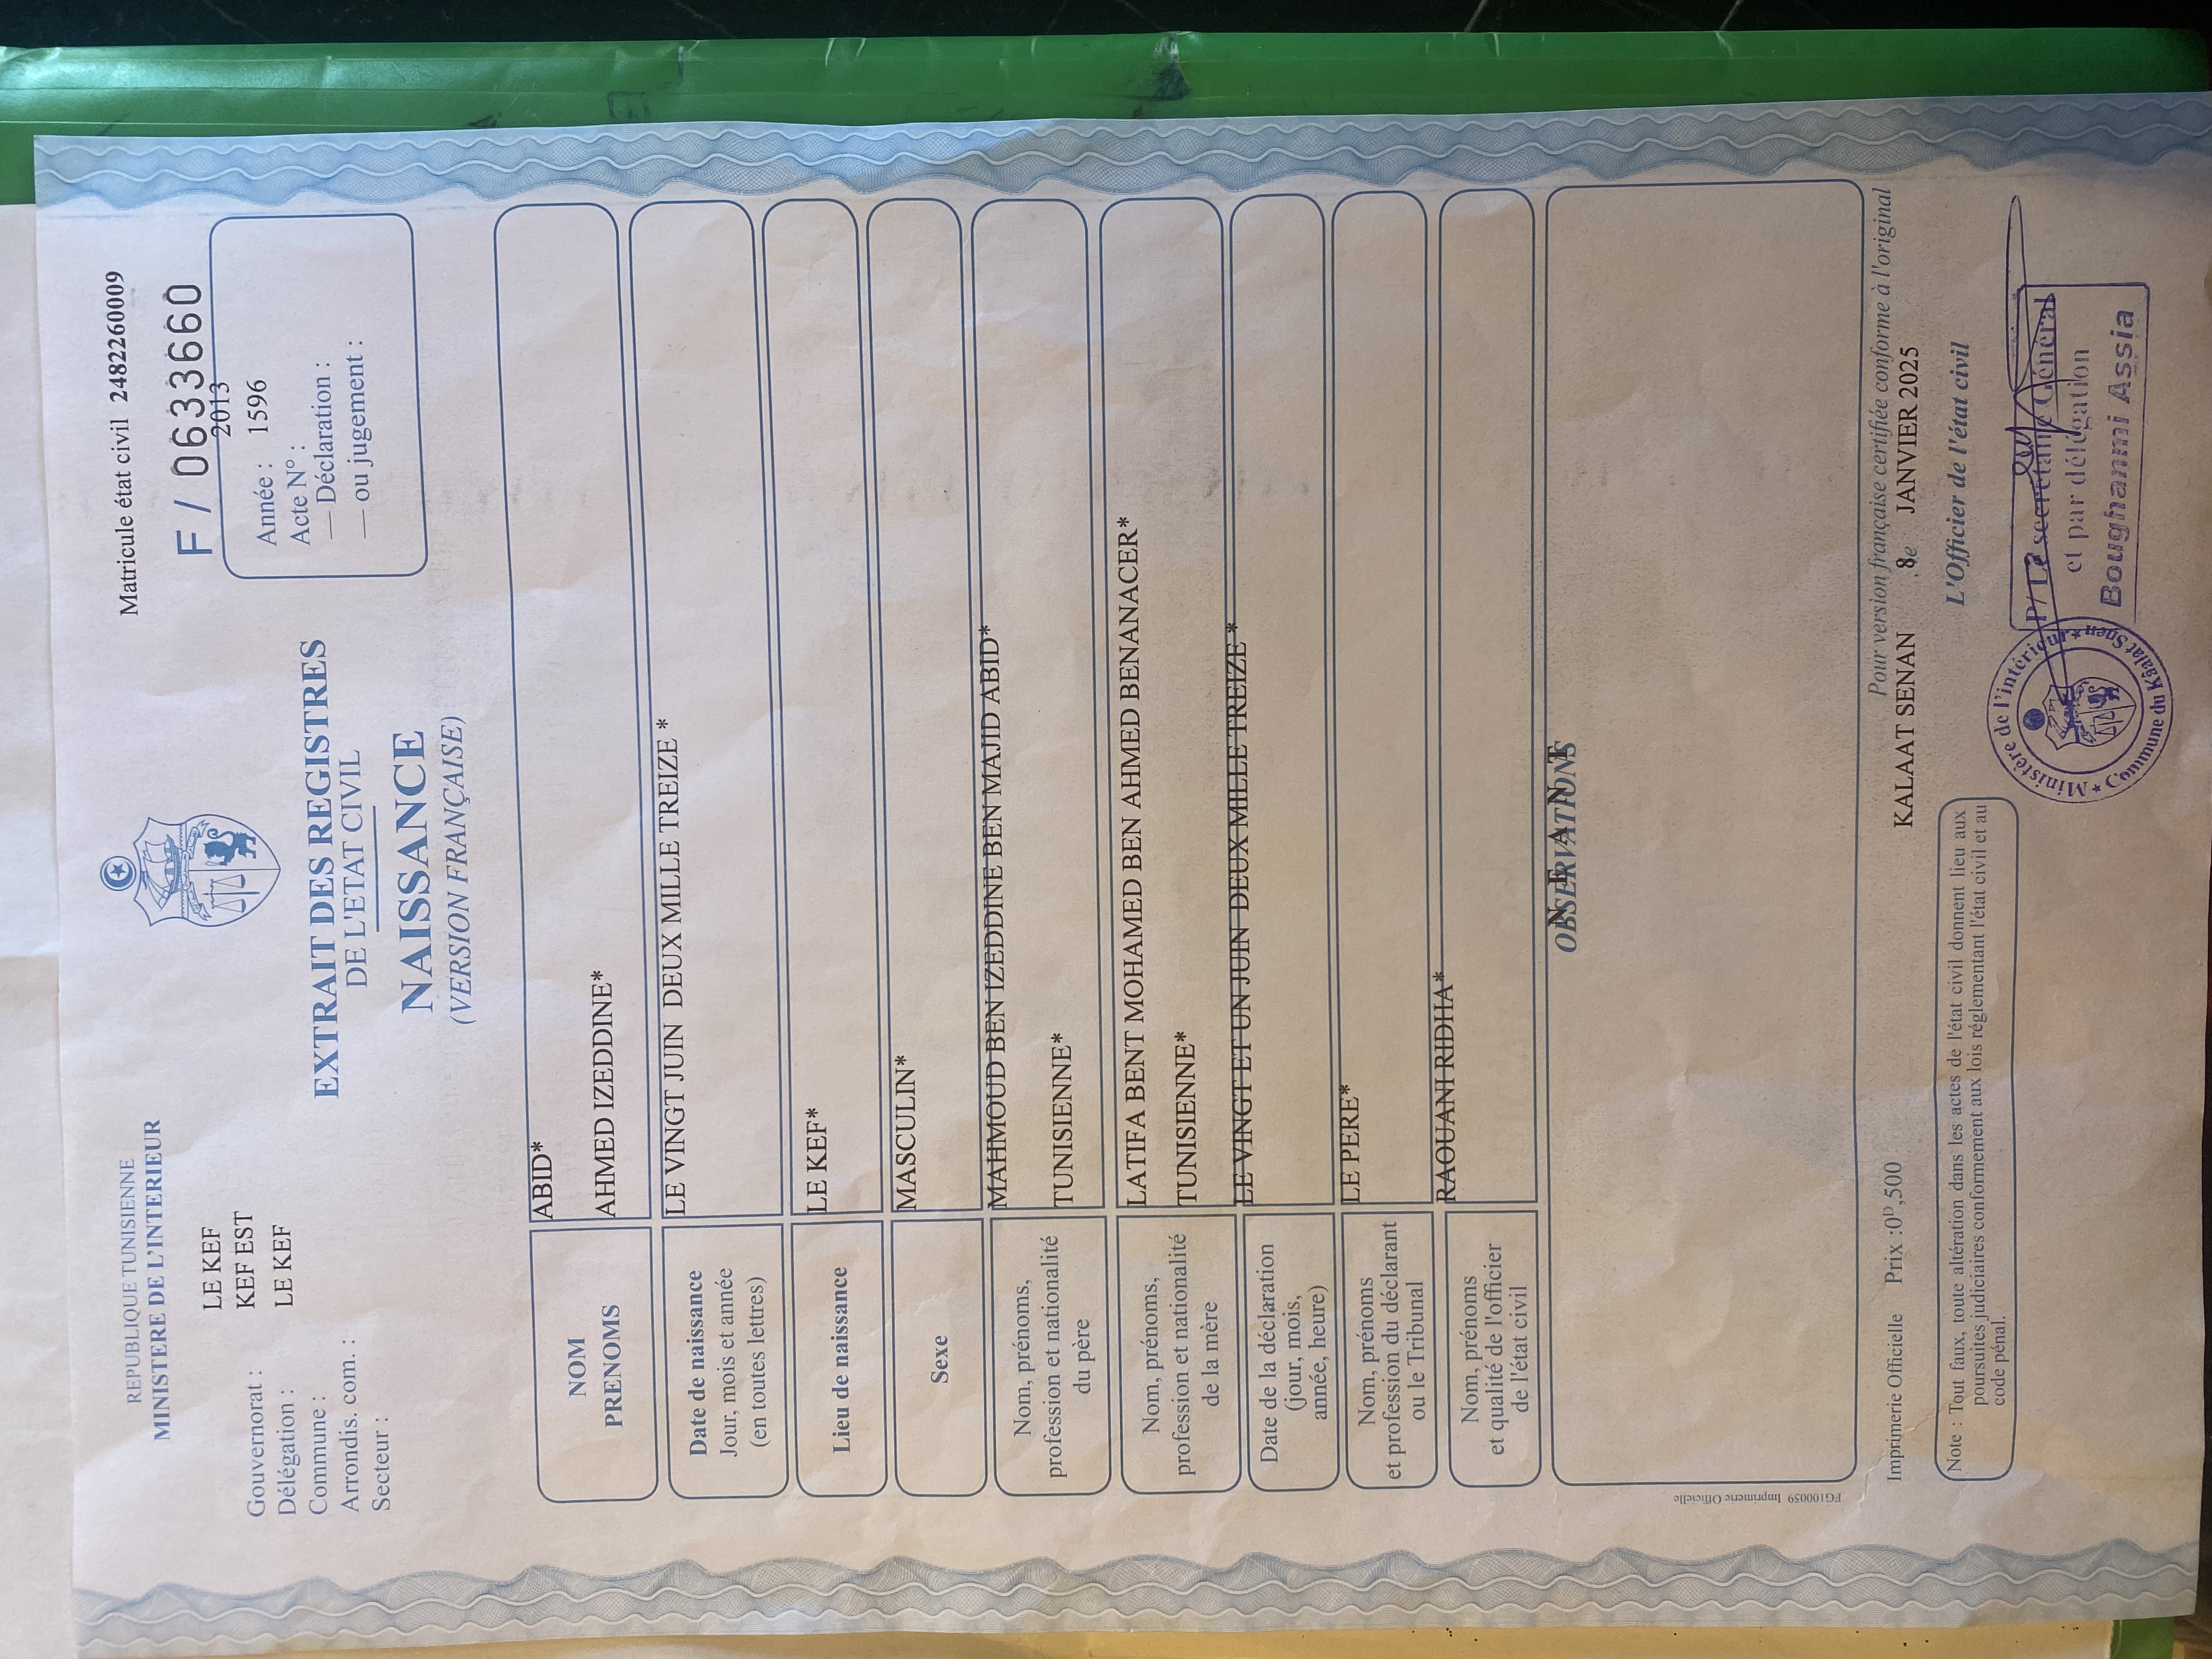 REPUBLIQUE TUNISIENNE
MINISTERE DE L'INTERIEUR
Matricule état civil 24822260009
F / 0633660
Gouvernorat : LE KEF
Délégation : KEF EST
Commune : LE KEF
Arrondis. com. :
Secteur :
Année : 2013
Acte N° : 1596
— Déclaration :
— ou jugement :
EXTRAIT DES REGISTRES
DE L'ETAT CIVIL
NAISSANCE
(VERSION FRANÇAISE)
NOM
ABID*
PRENOMS
AHMED IZEDDINE*
Date de naissance
Jour, mois et année
(en toutes lettres)
LE VINGT JUIN DEUX MILLE TREIZE *
Lieu de naissance
LE KEF*
Sexe
MASCULIN*
Nom, prénoms,
profession et nationalité
du père
MAHMOUD BEN IZEDDINE BEN MAJID ABID*
TUNISIENNE*
Nom, prénoms,
profession et nationalité
de la mère
LATIFA BENT MOHAMED BEN AHMED BENANACER*
TUNISIENNE*
Date de la déclaration
(jour, mois,
année, heure)
LE VINGT ET UN JUIN DEUX MILLE TREIZE *
Nom, prénoms
et profession du déclarant
ou le Tribunal
LE PERE*
Nom, prénoms
et qualité de l'officier
de l'état civil
RAOUANI RIDHA*
OBSERVATIONS
N E A N T
FG100059 Imprimerie Officielle
Imprimerie Officielle Prix :0ᴰ,500
Pour version française certifiée conforme à l'original
KALAAT SENAN 8e JANVIER 2025
L'Officier de l'état civil
Note : Tout faux, toute altération dans les actes de l'état civil donnent lieu aux
poursuites judiciaires conformement aux lois réglementant l'état civil et au
code pénal.
* Ministère de l'intérieur * Commune du Kâalat Snen
P/ Le secrétaire Général
et par délégation
Boughanmi Assia